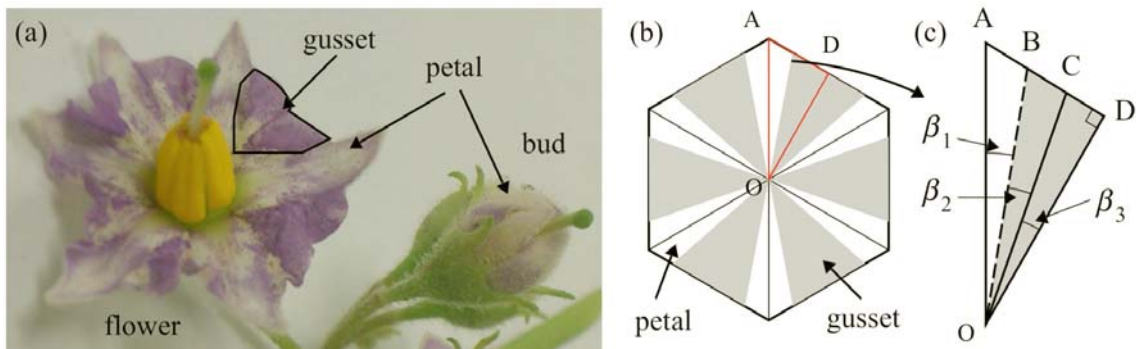 (a)
gusset
petal
bud
flower
(b)
A
D
O
petal
gusset
(c)
A
B
C
D
β1
β2
β3
O